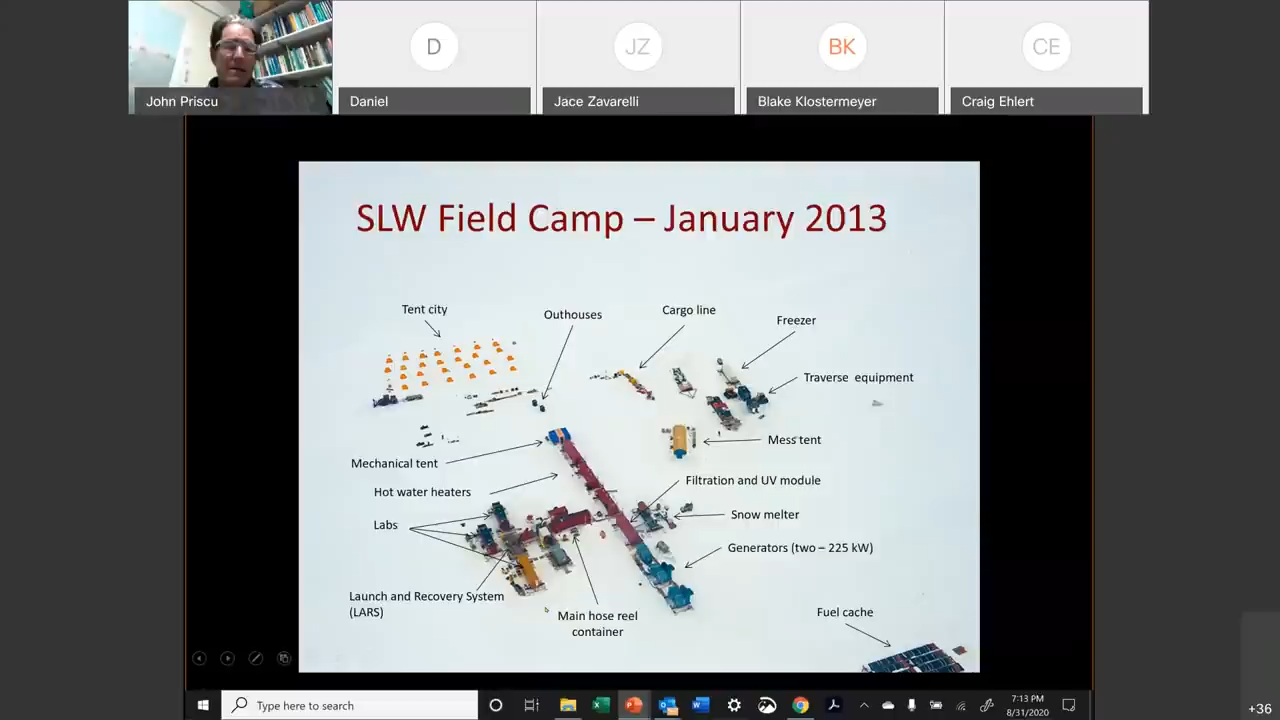 D
JZ
BK
CE
John Priscu
Daniel
Jace Zavarelli
Blake Klostermeyer
Craig Ehlert
SLW Field Camp – January 2013
Tent city
Outhouses
Cargo line
Freezer
Traverse equipment
Mess tent
Mechanical tent
Filtration and UV module
Hot water heaters
Snow melter
Labs
Generators (two – 225 kW)
Launch and Recovery System
(LARS)
Main hose reel
container
Fuel cache
Type here to search
7:13 PM
8/31/2020
+36